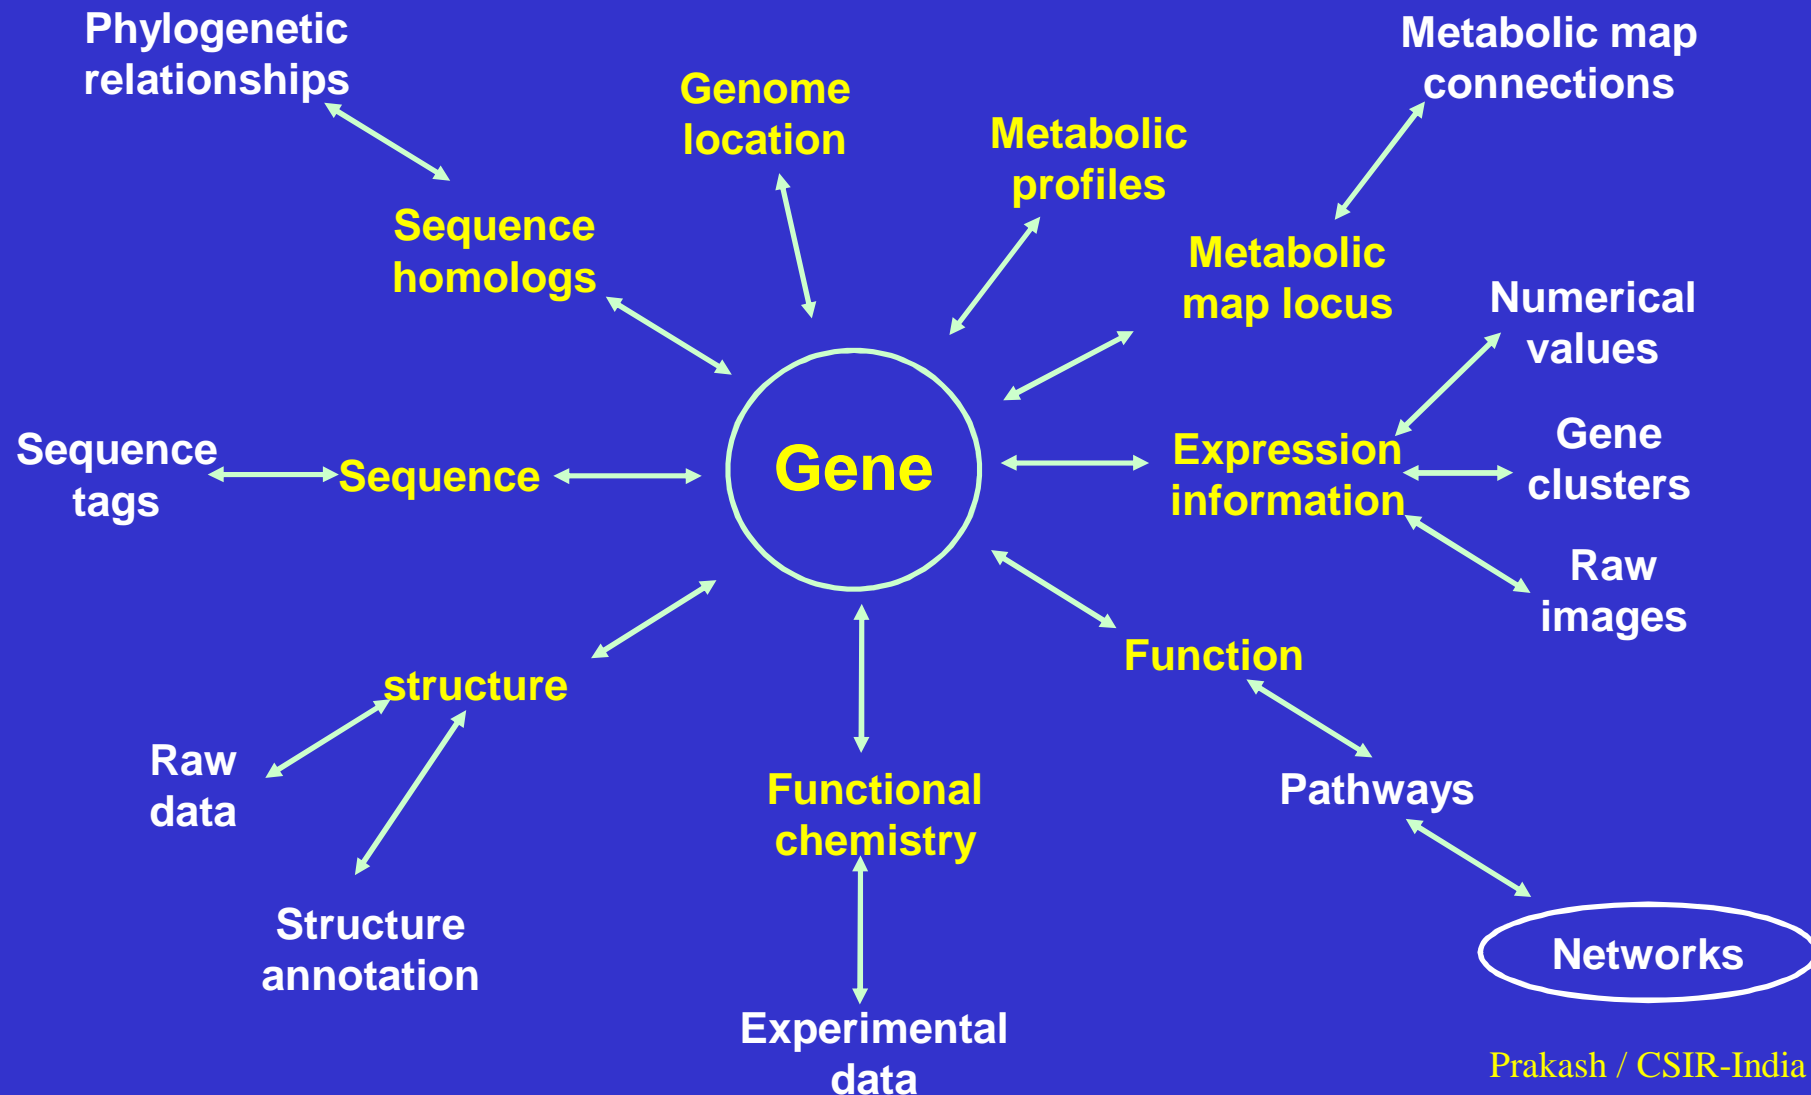 Phylogenetic
relationships
Genome
location
Metabolic
profiles
Metabolic map
connections
Sequence
homologs
Metabolic
map locus
Numerical
values
Sequence
tags
Sequence
Gene
Expression
information
Gene
clusters
Raw
images
structure
Function
Raw
data
Functional
chemistry
Pathways
Structure
annotation
Networks
Experimental
data
Prakash / CSIR-India